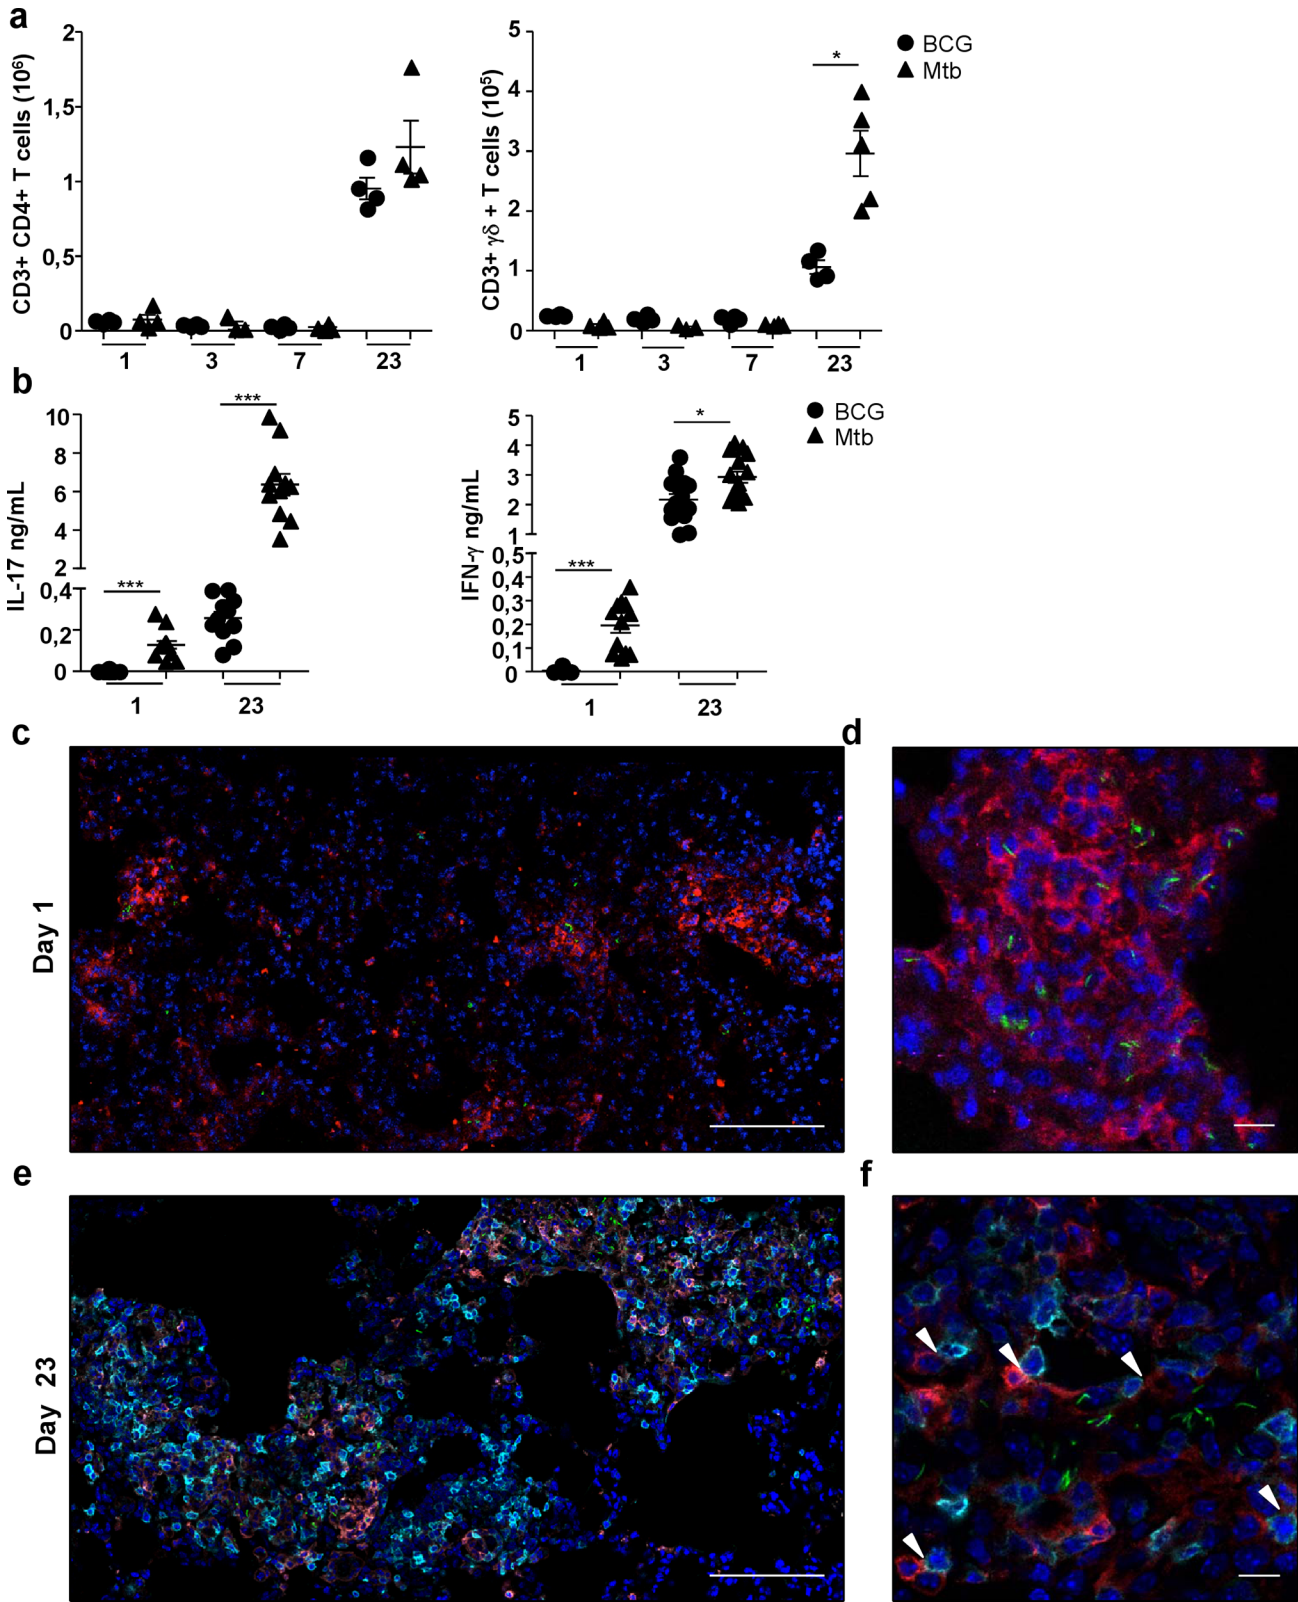 a
CD3+ CD4+ T cells (10⁶)
2
1,5
1
0,5
0
1 3 7 23
CD3+ γδ + T cells (10⁵)
5
4
3
2
1
0
*
1 3 7 23
BCG
Mtb
b
IL-17 ng/mL
10
8
6
4
2
0,4
0,2
0
***
***
1 23
IFN-γ ng/mL
5
4
3
2
1
0,5
0,4
0,3
0,2
0,1
0
***
*
1 23
BCG
Mtb
c
d
Day 1
e
f
Day 23